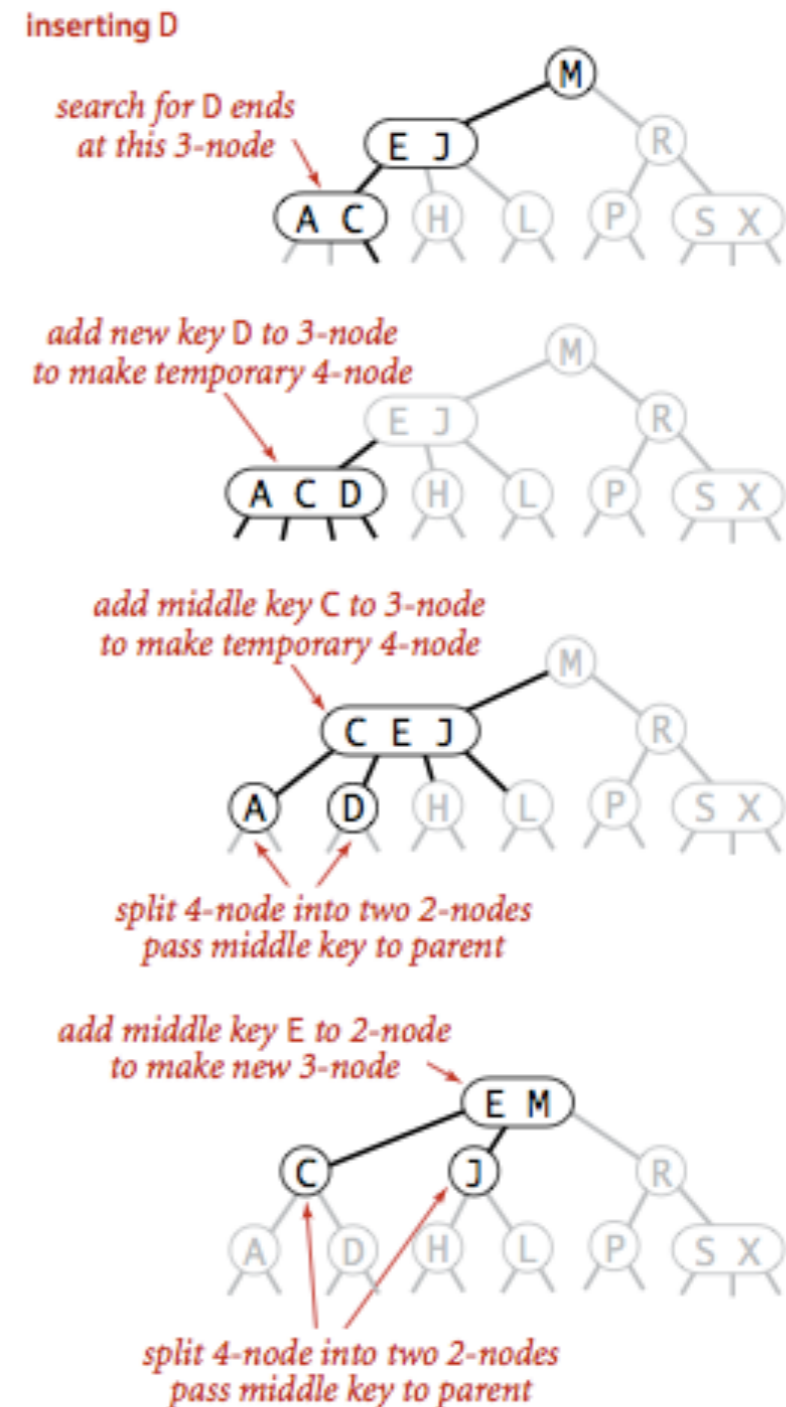 inserting D
search for D ends
at this 3-node
M
E J
R
A C
H
L
P
S X
add new key D to 3-node
to make temporary 4-node
M
E J
R
A C D
H
L
P
S X
add middle key C to 3-node
to make temporary 4-node
M
C E J
R
A
D
H
L
P
S X
split 4-node into two 2-nodes
pass middle key to parent
add middle key E to 2-node
to make new 3-node
E M
C
J
R
A
D
H
L
P
S X
split 4-node into two 2-nodes
pass middle key to parent